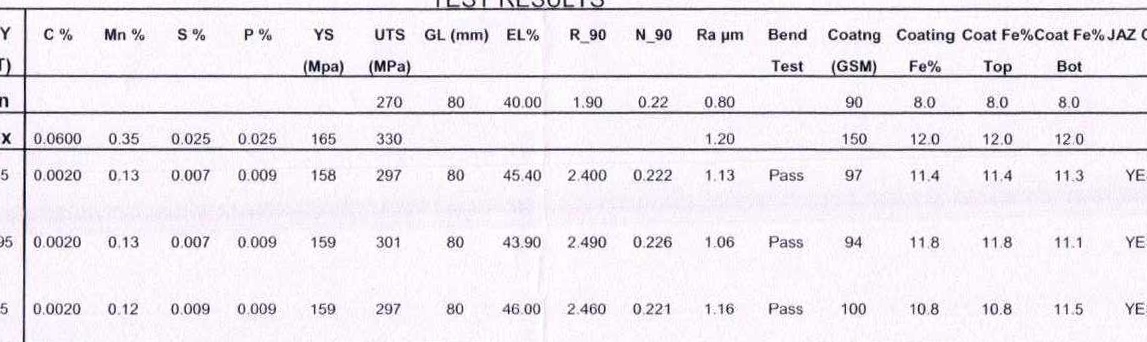 TEST RESULTS
Y C % Mn % S % P % YS UTS GL (mm) EL% R_90 N_90 Ra µm Bend Coatng Coating Coat Fe% Coat Fe% JAZ
T) (Mpa) (MPa) Test (GSM) Fe% Top Bot
n 270 80 40.00 1.90 0.22 0.80 90 8.0 8.0 8.0
x 0.0600 0.35 0.025 0.025 165 330 1.20 150 12.0 12.0 12.0
5 0.0020 0.13 0.007 0.009 158 297 80 45.40 2.400 0.222 1.13 Pass 97 11.4 11.4 11.3 YE
95 0.0020 0.13 0.007 0.009 159 301 80 43.90 2.490 0.226 1.06 Pass 94 11.8 11.8 11.1 YE
5 0.0020 0.12 0.009 0.009 159 297 80 46.00 2.460 0.221 1.16 Pass 100 10.8 10.8 11.5 YE